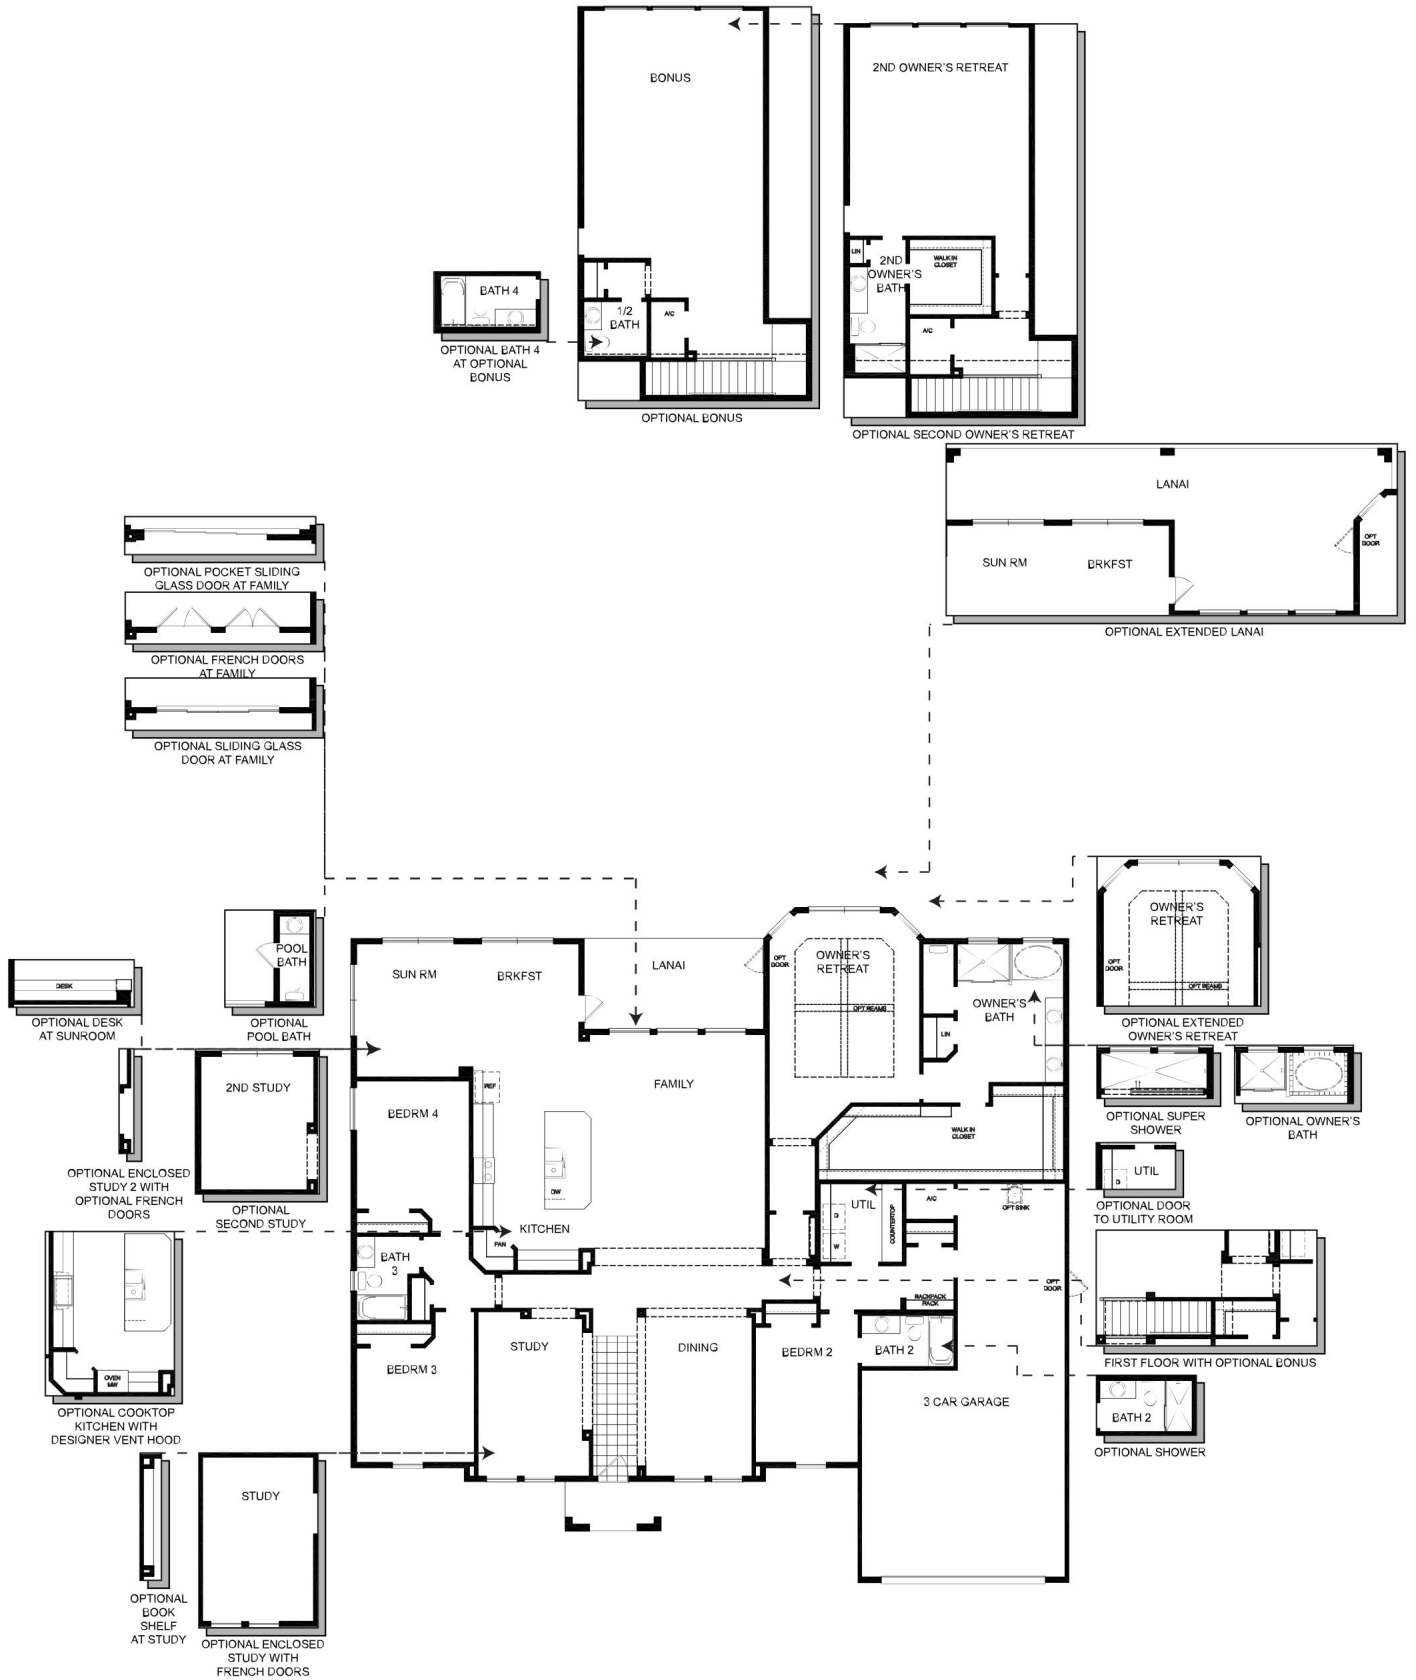 BONUS
1/2
BATH
A/C
OPTIONAL BONUS
2ND OWNER'S RETREAT
LIN
2ND
OWNER'S
BATH
WALK IN
CLOSET
A/C
OPTIONAL SECOND OWNER'S RETREAT
BATH 4
OPTIONAL BATH 4
AT OPTIONAL
BONUS
LANAI
SUN RM
BRKFST
OPT
DOOR
OPTIONAL EXTENDED LANAI
OPTIONAL POCKET SLIDING
GLASS DOOR AT FAMILY
OPTIONAL FRENCH DOORS
AT FAMILY
OPTIONAL SLIDING GLASS
DOOR AT FAMILY
POOL
BATH
OPTIONAL
POOL BATH
DESK
OPTIONAL DESK
AT SUNROOM
2ND STUDY
OPTIONAL
SECOND STUDY
OPTIONAL ENCLOSED
STUDY 2 WITH
OPTIONAL FRENCH
DOORS
OVEN
MW
OPTIONAL COOKTOP
KITCHEN WITH
DESIGNER VENT HOOD
OPTIONAL
BOOK
SHELF
AT STUDY
STUDY
OPTIONAL ENCLOSED
STUDY WITH
FRENCH DOORS
SUN RM
BRKFST
LANAI
OPT
DOOR
OWNER'S
RETREAT
OPT BEAMS
OWNER'S
BATH
LIN
REF
FAMILY
BEDRM 4
DW
KITCHEN
PAN
WALK IN
CLOSET
UTIL
D
W
COUNTERTOP
A/C
OPT SINK
BATH
3
BACKPACK
RACK
OPT
DOOR
BEDRM 3
STUDY
DINING
BEDRM 2
BATH 2
3 CAR GARAGE
OWNER'S
RETREAT
OPT
DOOR
OPT BEAMS
OPTIONAL EXTENDED
OWNER'S RETREAT
OPTIONAL SUPER
SHOWER
OPTIONAL OWNER'S
BATH
UTIL
D
OPTIONAL DOOR
TO UTILITY ROOM
FIRST FLOOR WITH OPTIONAL BONUS
BATH 2
OPTIONAL SHOWER